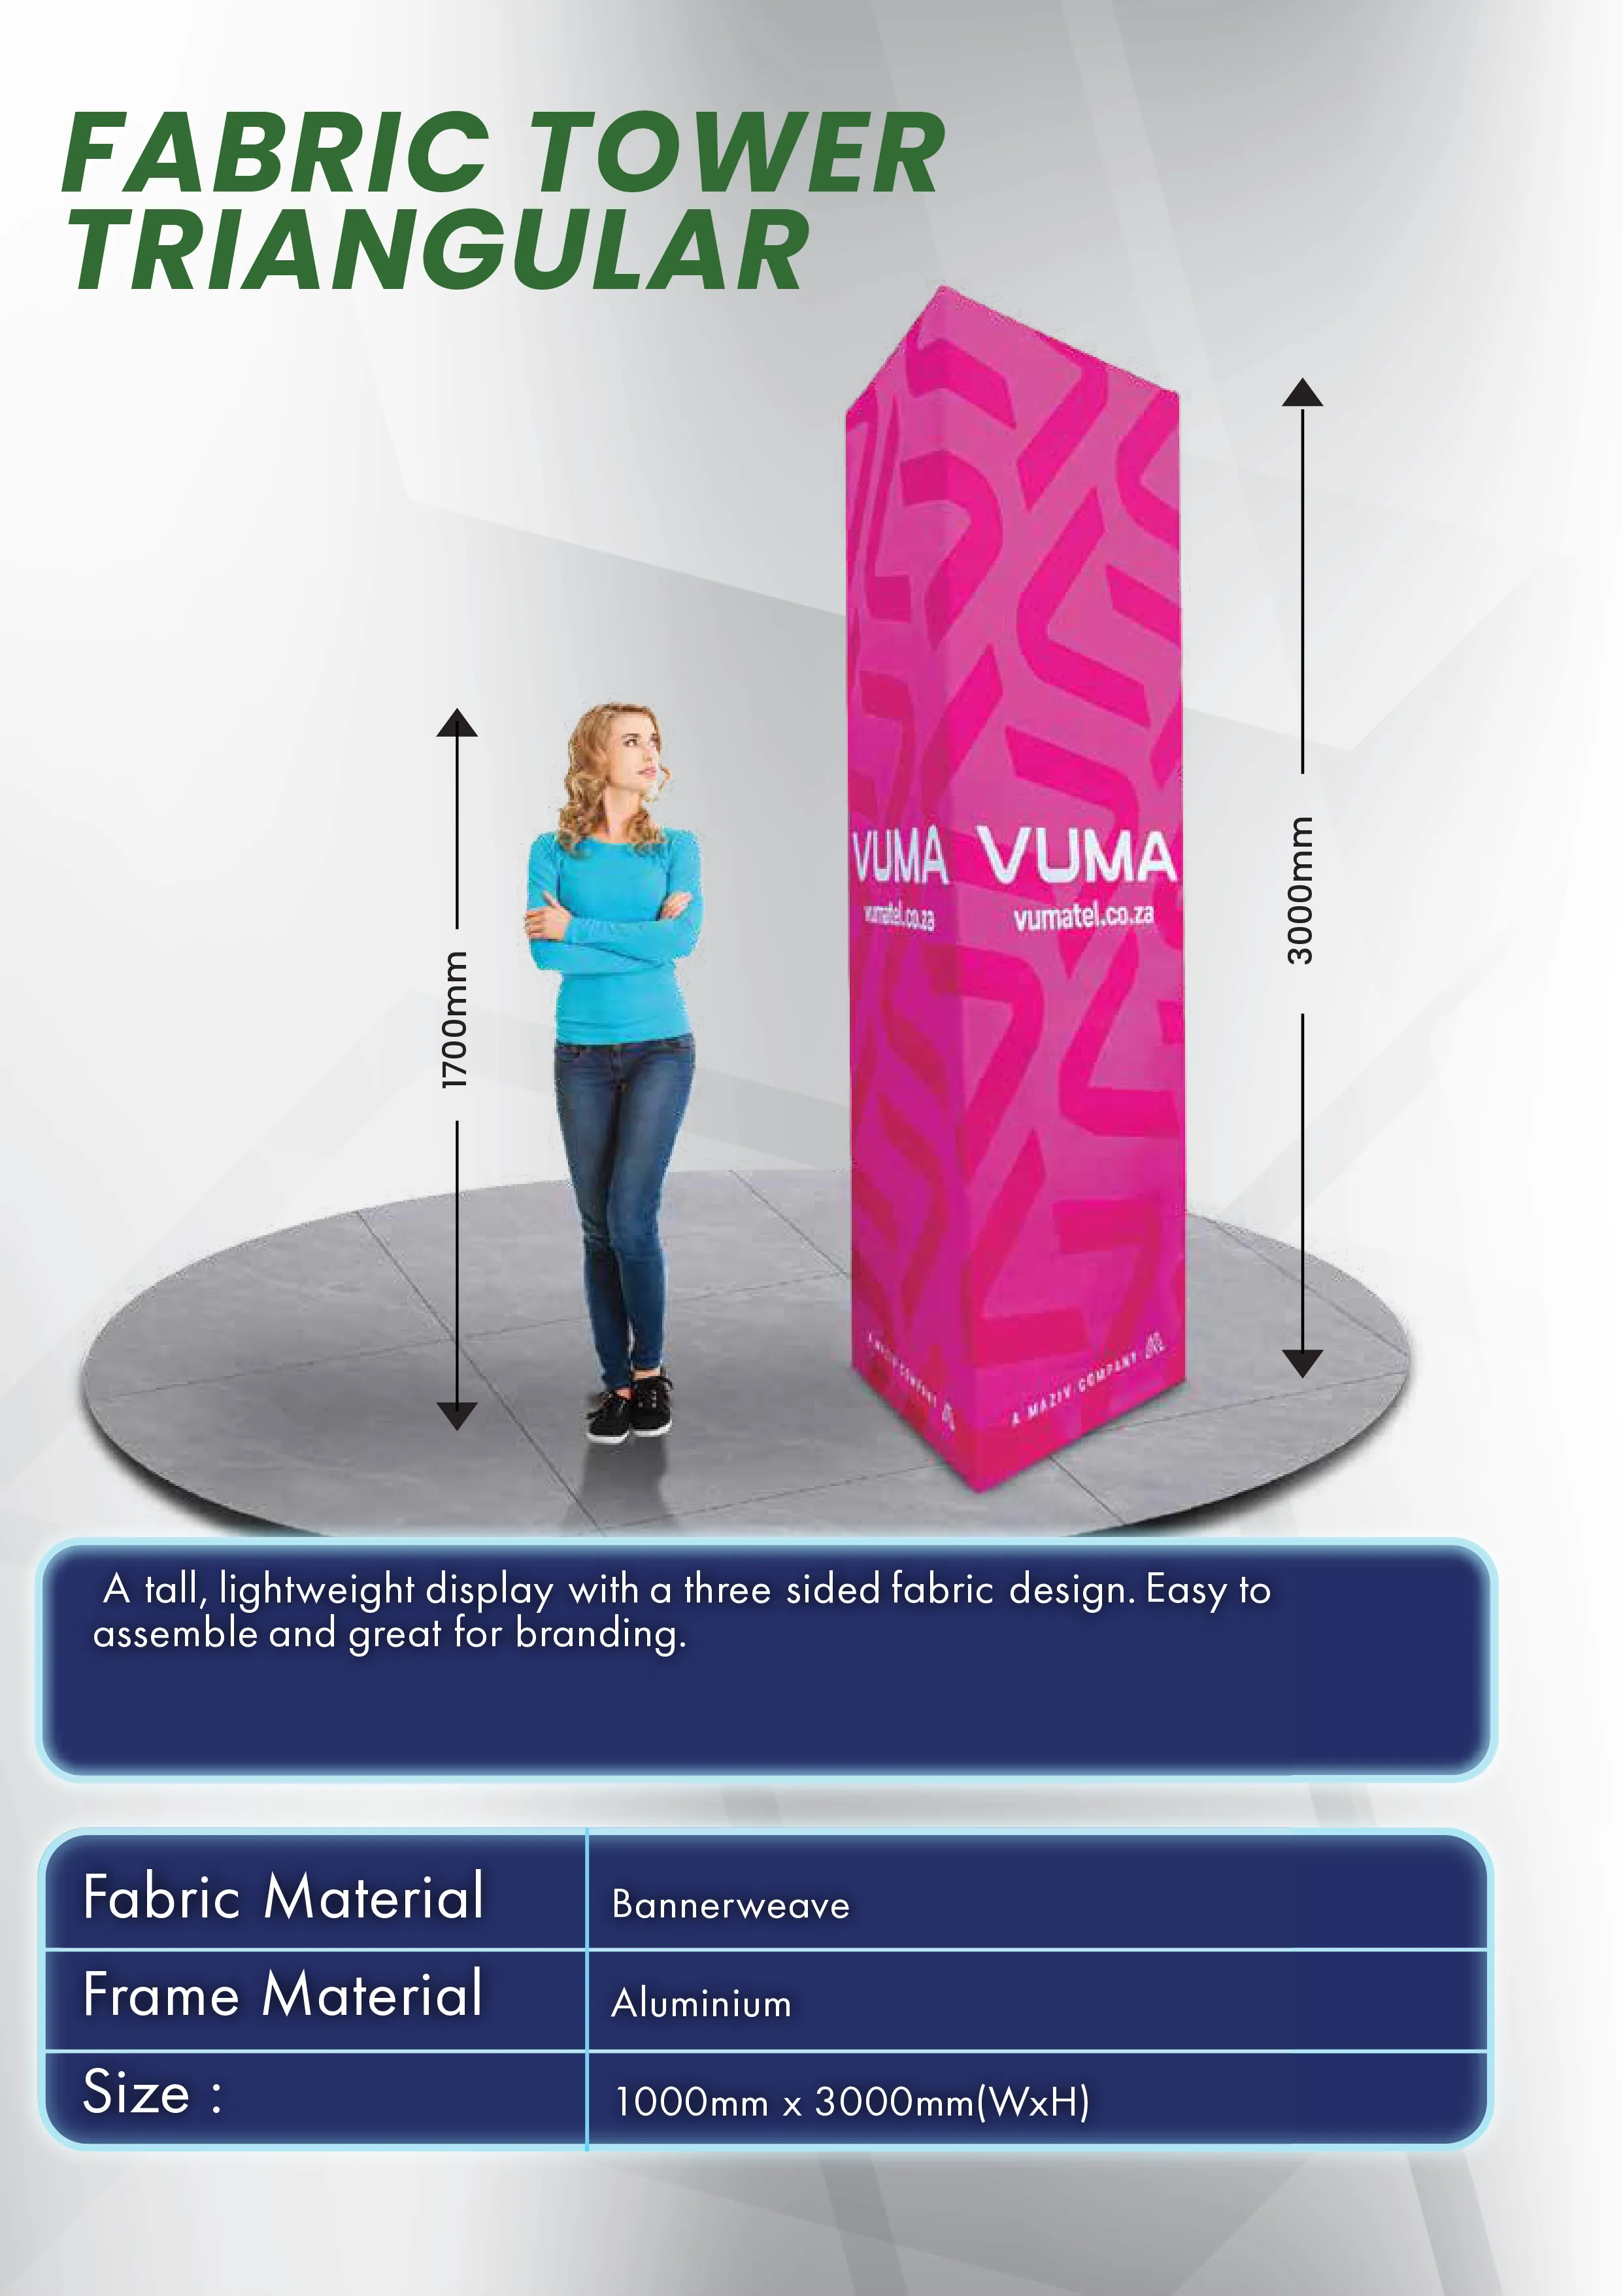 FABRIC TOWER
TRIANGULAR
1700mm
3000mm
VUMA
vumatel.co.za
VUMA
vumatel.co.za
A MAZIV COMPANY
A MAZIV COMPANY
A tall, lightweight display with a three sided fabric design. Easy to
assemble and great for branding.
Fabric Material
Bannerweave
Frame Material
Aluminium
Size :
1000mm x 3000mm(WxH)